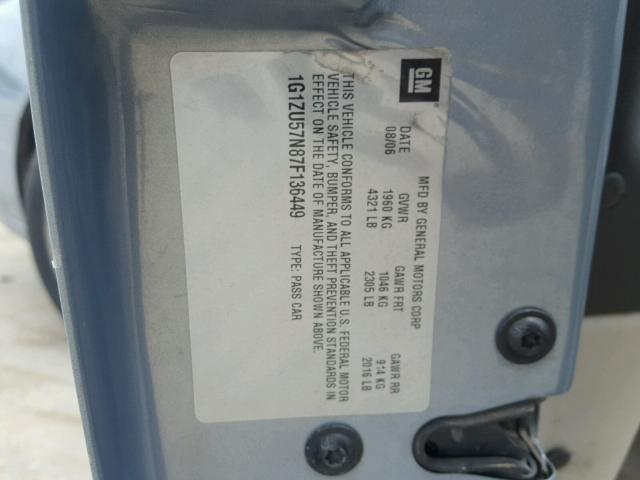 GM
MFD BY GENERAL MOTORS CORP
DATE GVWR GAWR FRT GAWR RR
08/06 1960 KG 1046 KG 914 KG
4321 LB 2305 LB 2016 LB
THIS VEHICLE CONFORMS TO ALL APPLICABLE U.S. FEDERAL MOTOR
VEHICLE SAFETY, BUMPER, AND THEFT PREVENTION STANDARDS IN
EFFECT ON THE DATE OF MANUFACTURE SHOWN ABOVE.
1G1ZU57N87F136449 TYPE: PASS CAR